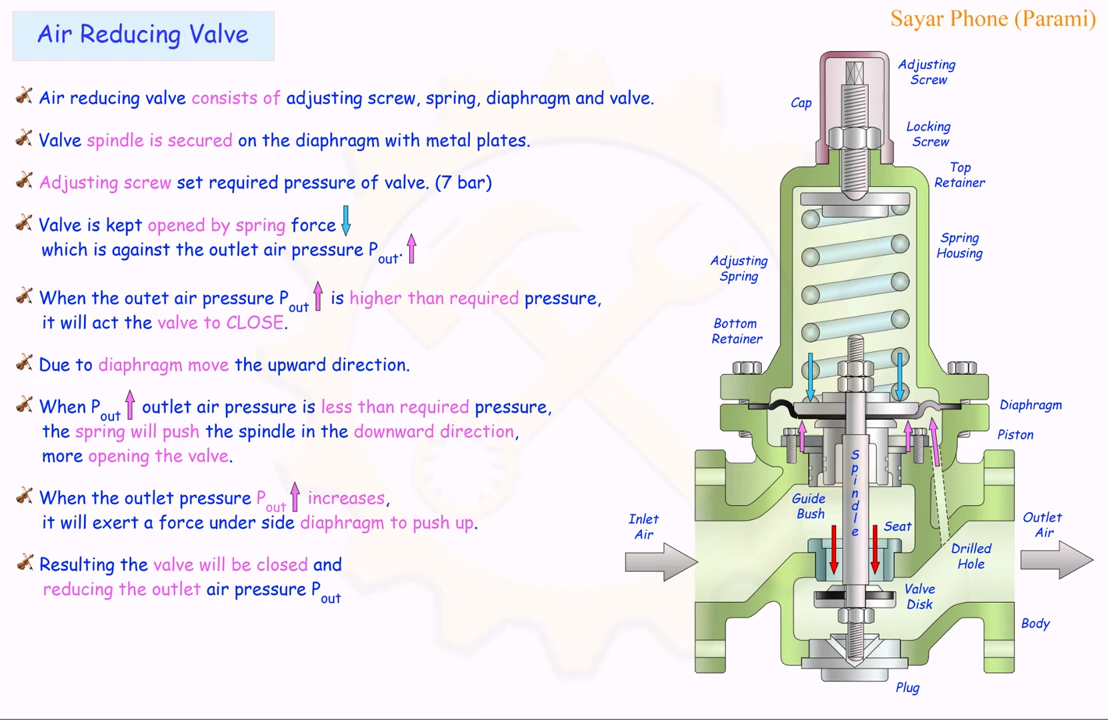 Sayar Phone (Parami)
Air Reducing Valve
Air reducing valve consists of adjusting screw, spring, diaphragm and valve.
Valve spindle is secured on the diaphragm with metal plates.
Adjusting screw set required pressure of valve. (7 bar)
Valve is kept opened by spring force
which is against the outlet air pressure Pout.
When the outet air pressure Pout is higher than required pressure,
it will act the valve to CLOSE.
Due to diaphragm move the upward direction.
When Pout outlet air pressure is less than required pressure,
the spring will push the spindle in the downward direction,
more opening the valve.
When the outlet pressure Pout increases,
it will exert a force under side diaphragm to push up.
Resulting the valve will be closed and
reducing the outlet air pressure Pout
Adjusting
Screw
Cap
Locking
Screw
Top
Retainer
Spring
Housing
Adjusting
Spring
Bottom
Retainer
Diaphragm
Piston
Spindle
Guide
Bush
Seat
Inlet
Air
Outlet
Air
Drilled
Hole
Valve
Disk
Body
Plug